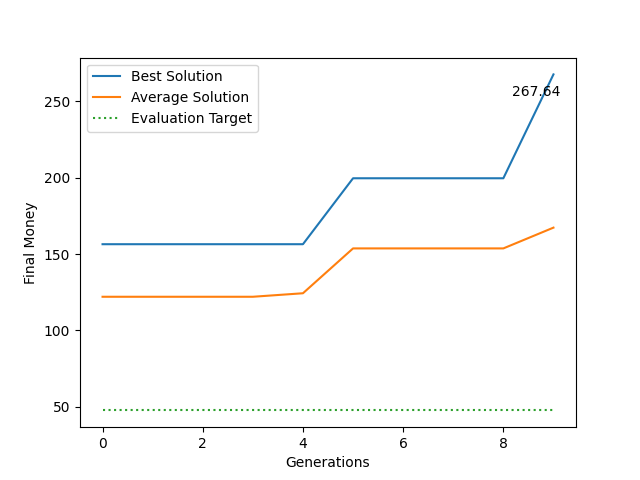 Best Solution
Average Solution
Evaluation Target
267.64
250
200
150
100
50
Final Money
0 2 4 6 8
Generations